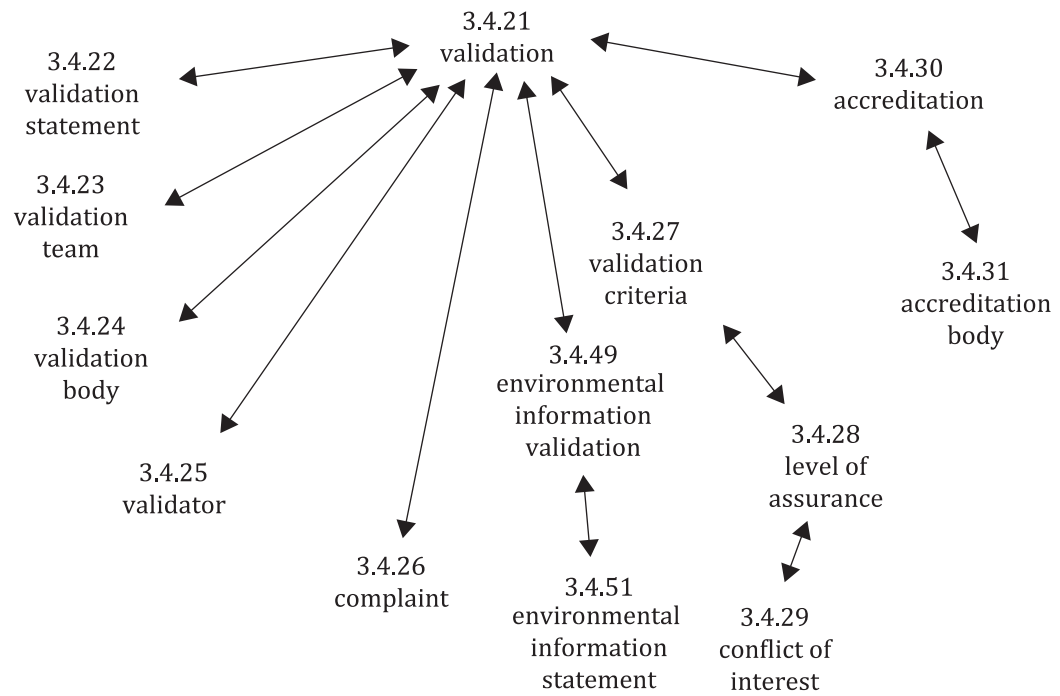 3.4.21
validation
3.4.22
validation
statement
3.4.30
accreditation
3.4.23
validation
team
3.4.27
validation
criteria
3.4.31
accreditation
body
3.4.24
validation
body
3.4.49
environmental
information
validation
3.4.28
level of
assurance
3.4.25
validator
3.4.26
complaint
3.4.51
environmental
information
statement
3.4.29
conflict of
interest